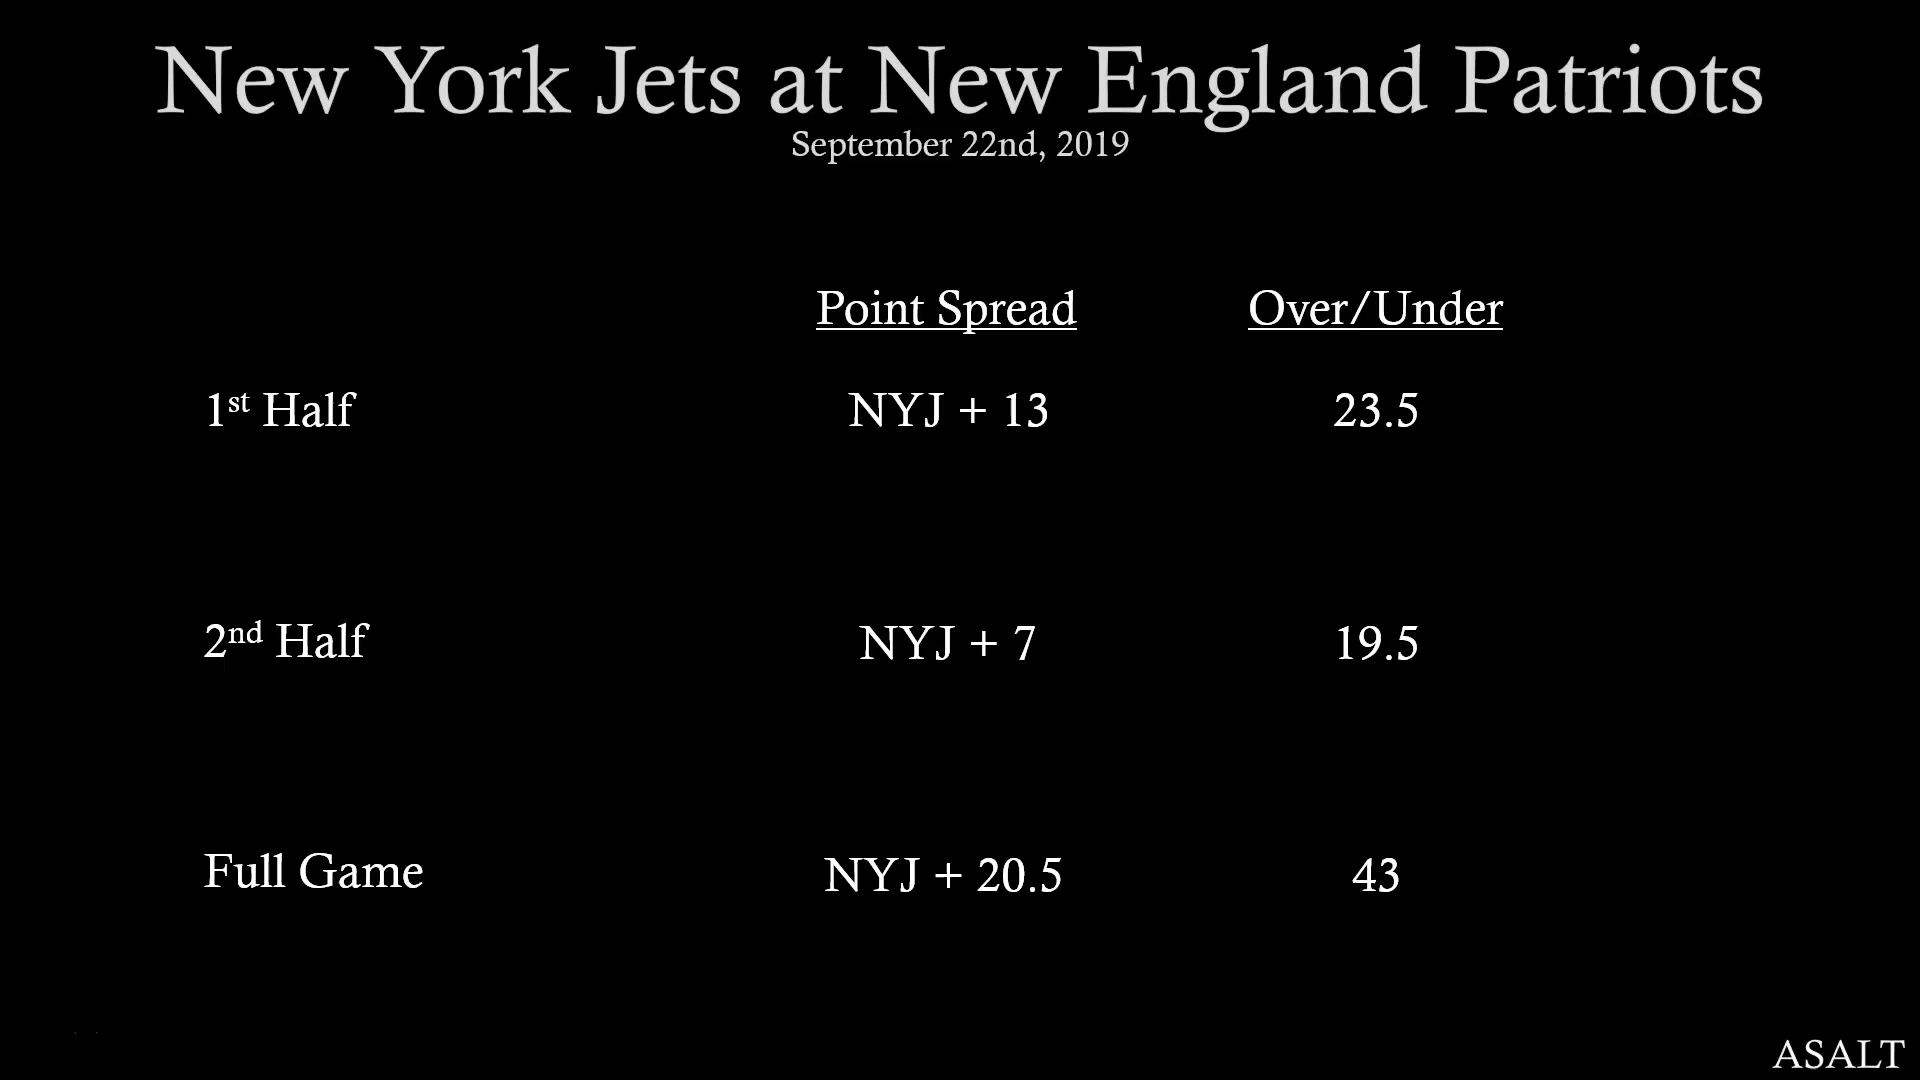 New York Jets at New England Patriots
September 22nd, 2019
Point Spread Over/Under
1st Half NYJ + 13 23.5
2nd Half NYJ + 7 19.5
Full Game NYJ + 20.5 43
ASALT